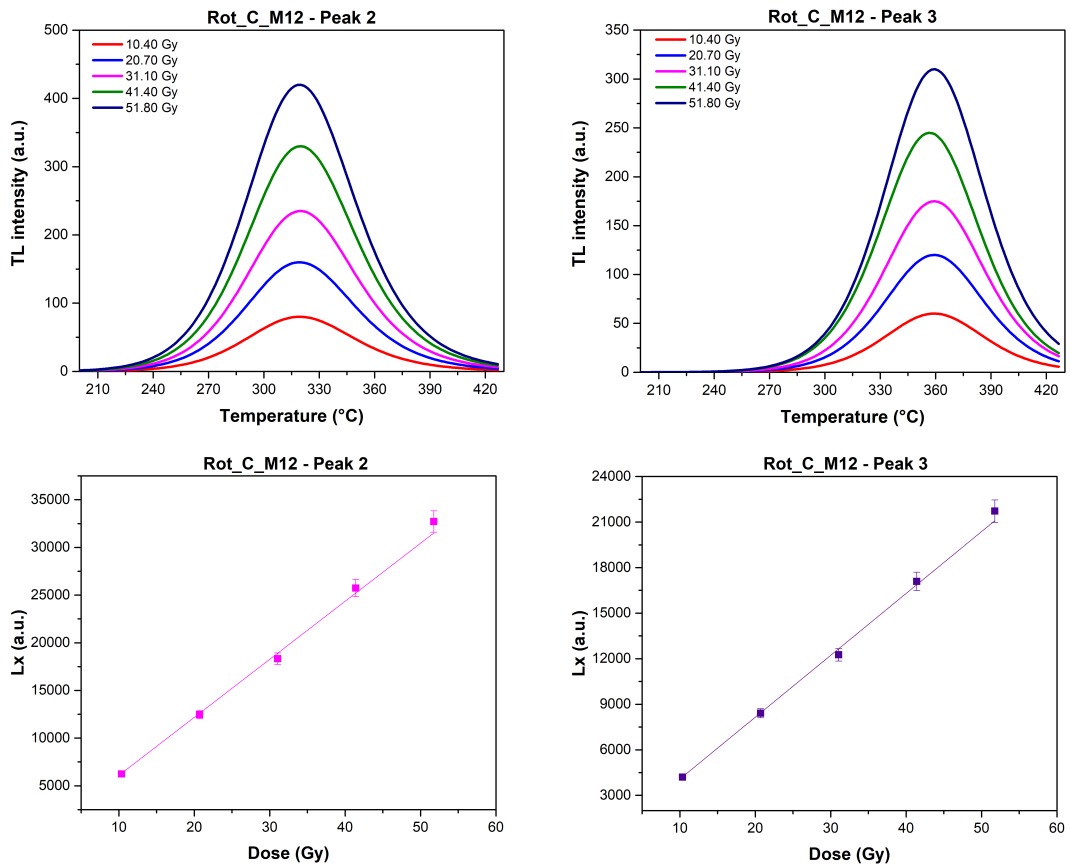 Rot_C_M12 - Peak 2
500
400
300
200
100
0
TL intensity (a.u.)
10.40 Gy
20.70 Gy
31.10 Gy
41.40 Gy
51.80 Gy
210 240 270 300 330 360 390 420
Temperature (°C)
Rot_C_M12 - Peak 3
350
300
250
200
150
100
50
0
TL intensity (a.u.)
10.40 Gy
20.70 Gy
31.10 Gy
41.40 Gy
51.80 Gy
210 240 270 300 330 360 390 420
Temperature (°C)
Rot_C_M12 - Peak 2
35000
30000
25000
20000
15000
10000
5000
Lx (a.u.)
10 20 30 40 50 60
Dose (Gy)
Rot_C_M12 - Peak 3
24000
21000
18000
15000
12000
9000
6000
3000
Lx (a.u.)
10 20 30 40 50 60
Dose (Gy)